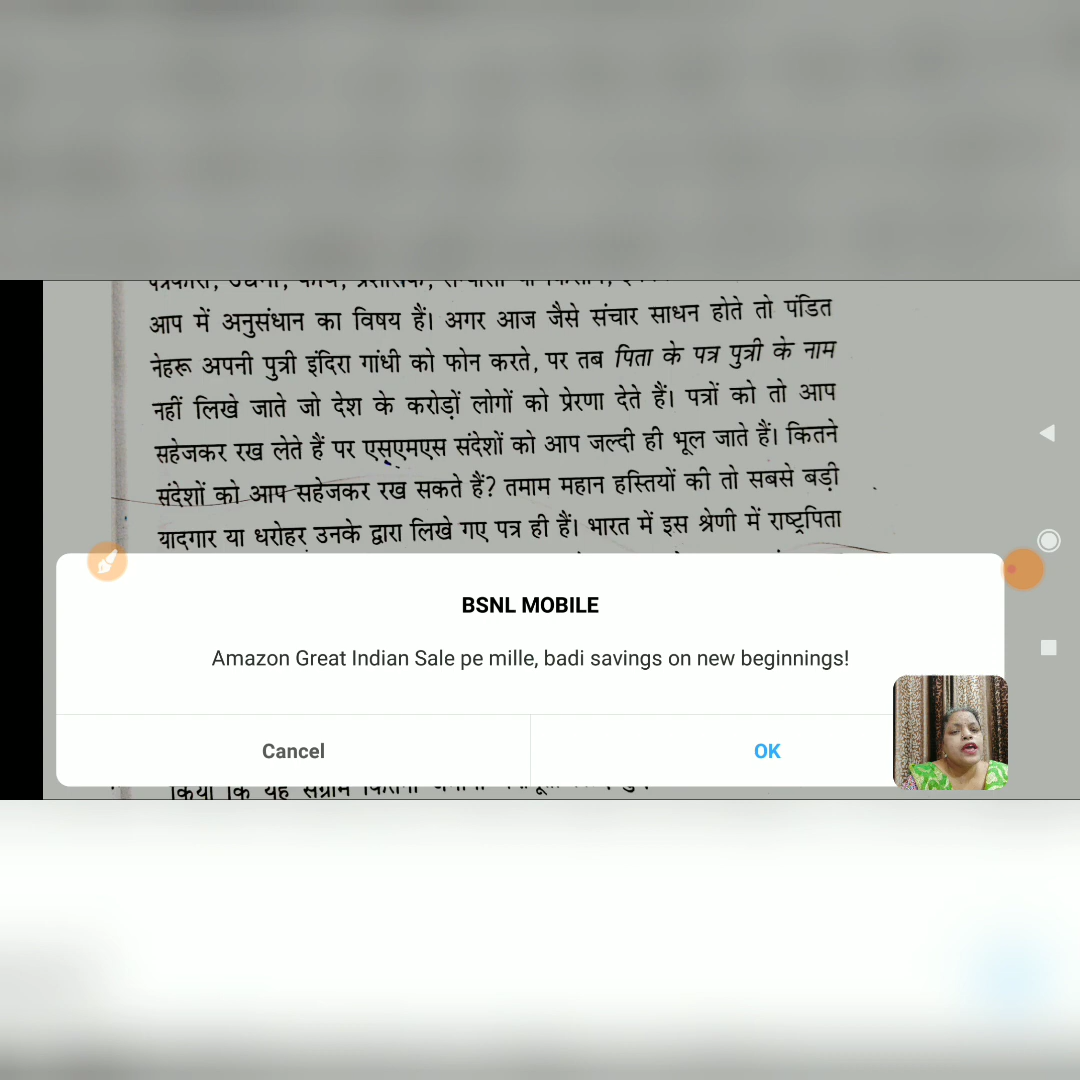 आप में अनुसंधान का विषय हैं। अगर आज जैसे संचार साधन होते तो पंडित
नेहरू अपनी पुत्री इंदिरा गांधी को फोन करते, पर तब पिता के पत्र पुत्री के नाम
नहीं लिखे जाते जो देश के करोड़ों लोगों को प्रेरणा देते हैं। पत्रों को तो आप
सहेजकर रख लेते हैं पर एसएमएस संदेशों को आप जल्दी ही भूल जाते हैं। कितने
संदेशों को आप सहेजकर रख सकते हैं? तमाम महान हस्तियों की तो सबसे बड़ी
यादगार या धरोहर उनके द्वारा लिखे गए पत्र ही हैं। भारत में इस श्रेणी में राष्ट्रपिता
BSNL MOBILE
Amazon Great Indian Sale pe mille, badi savings on new beginnings!
Cancel
OK
किया कि यह संग्राम कितनी